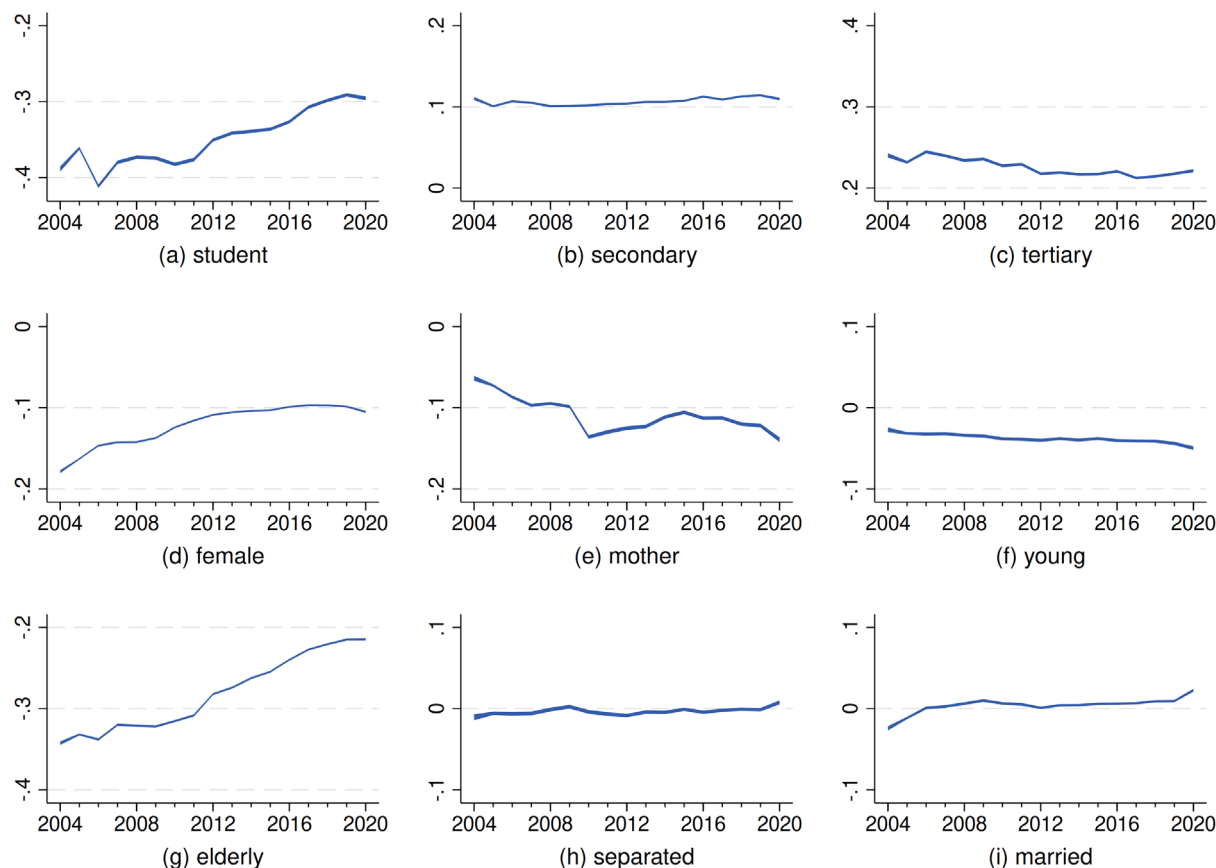 -.2 .2 .4
-.3 .1 .3
-.4 0 .2
2004 2008 2012 2016 2020 2004 2008 2012 2016 2020 2004 2008 2012 2016 2020
(a) student (b) secondary (c) tertiary
0 0 .1
-.1 -.1 0
-.2 -.2 -.1
2004 2008 2012 2016 2020 2004 2008 2012 2016 2020 2004 2008 2012 2016 2020
(d) female (e) mother (f) young
-.2 .1 .1
-.3 0 0
-.4 -.1 -.1
2004 2008 2012 2016 2020 2004 2008 2012 2016 2020 2004 2008 2012 2016 2020
(g) elderly (h) separated (i) married